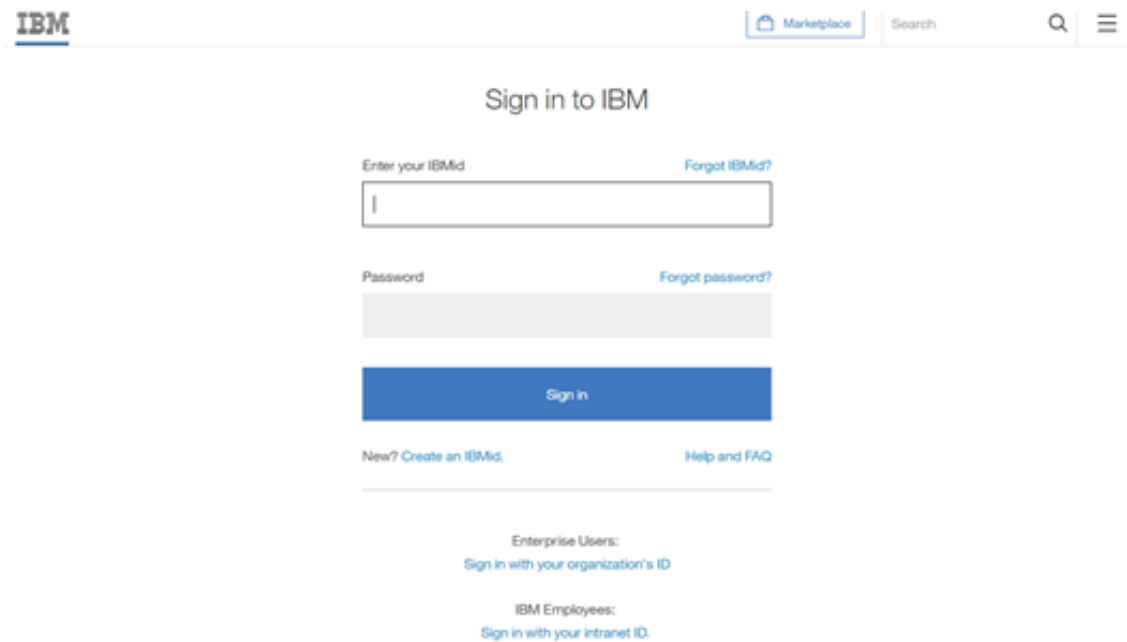 IBM
Marketplace
Search
Sign in to IBM
Enter your IBMid Forgot IBMid?
Password Forgot password?
Sign in
New? Create an IBMid. Help and FAQ
Enterprise Users:
Sign in with your organization's ID
IBM Employees:
Sign in with your intranet ID.